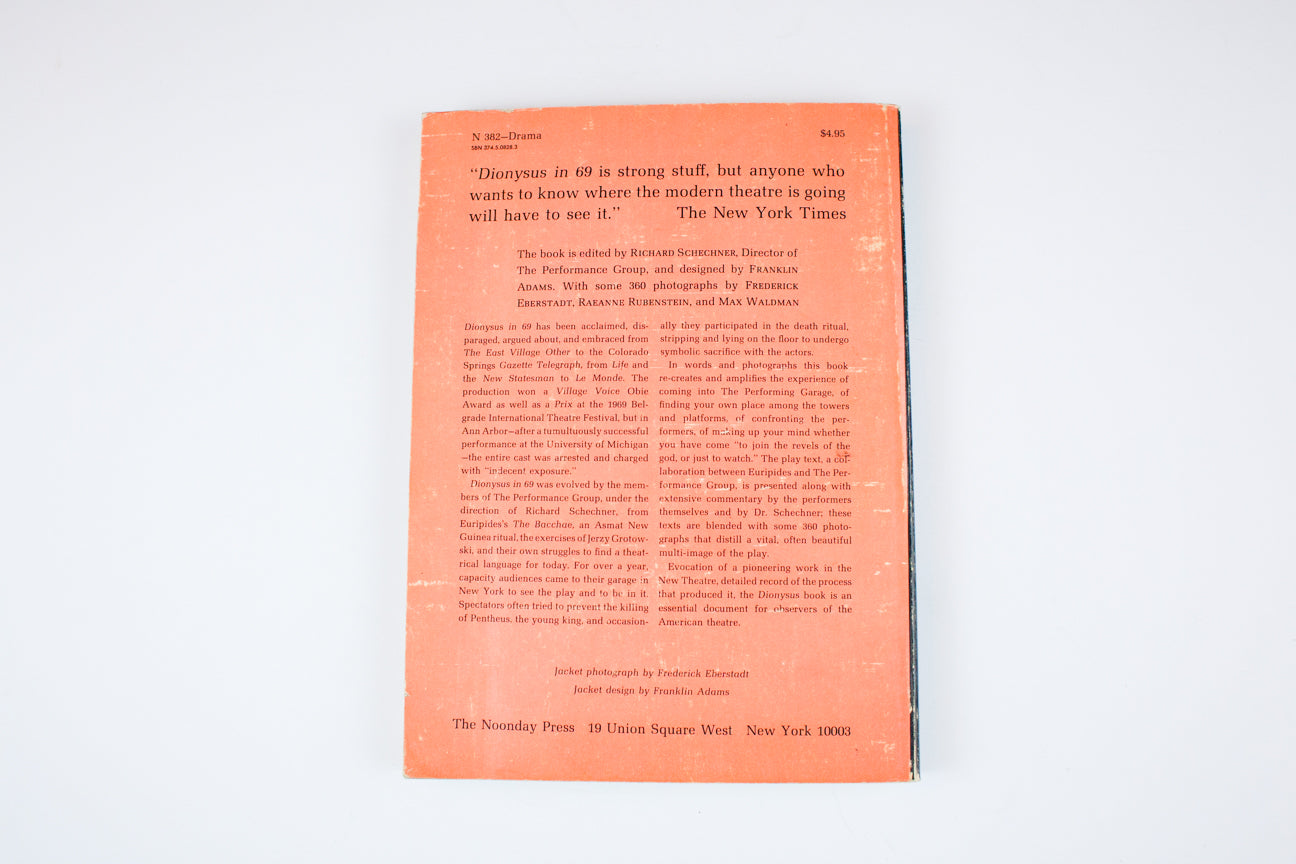 N 382—Drama
$4.95
SBN 374.5.0828.3
“Dionysus in 69 is strong stuff, but anyone who
wants to know where the modern theatre is going
will have to see it.” The New York Times
The book is edited by RICHARD SCHECHNER, Director of
The Performance Group, and designed by FRANKLIN
ADAMS. With some 360 photographs by FREDERICK
EBERSTADT, RAEANNE RUBENSTEIN, and MAX WALDMAN
Dionysus in 69 has been acclaimed, dis-
paraged, argued about, and embraced from
The East Village Other to the Colorado
Springs Gazette Telegraph, from Life and
the New Statesman to Le Monde. The
production won a Village Voice Obie
Award as well as a Prix at the 1969 Bel-
grade International Theatre Festival, but in
Ann Arbor—after a tumultuously successful
performance at the University of Michigan
—the entire cast was arrested and charged
with “indecent exposure.”
Dionysus in 69 was evolved by the mem-
bers of The Performance Group, under the
direction of Richard Schechner, from
Euripides's The Bacchae, an Asmat New
Guinea ritual, the exercises of Jerzy Grotow-
ski, and their own struggles to find a theat-
rical language for today. For over a year,
capacity audiences came to their garage in
New York to see the play and to be in it.
Spectators often tried to prevent the killing
of Pentheus, the young king, and occasion-
ally they participated in the death ritual,
stripping and lying on the floor to undergo
symbolic sacrifice with the actors.
In words and photographs this book
re-creates and amplifies the experience of
coming into The Performing Garage, of
finding your own place among the towers
and platforms, of confronting the per-
formers, of making up your mind whether
you have come “to join the revels of the
god, or just to watch.” The play text, a col-
laboration between Euripides and The Per-
formance Group, is presented along with
extensive commentary by the performers
themselves and by Dr. Schechner; these
texts are blended with some 360 photo-
graphs that distill a vital, often beautiful
multi-image of the play.
Evocation of a pioneering work in the
New Theatre, detailed record of the process
that produced it, the Dionysus book is an
essential document for observers of the
American theatre.
Jacket photograph by Frederick Eberstadt
Jacket design by Franklin Adams
The Noonday Press 19 Union Square West New York 10003